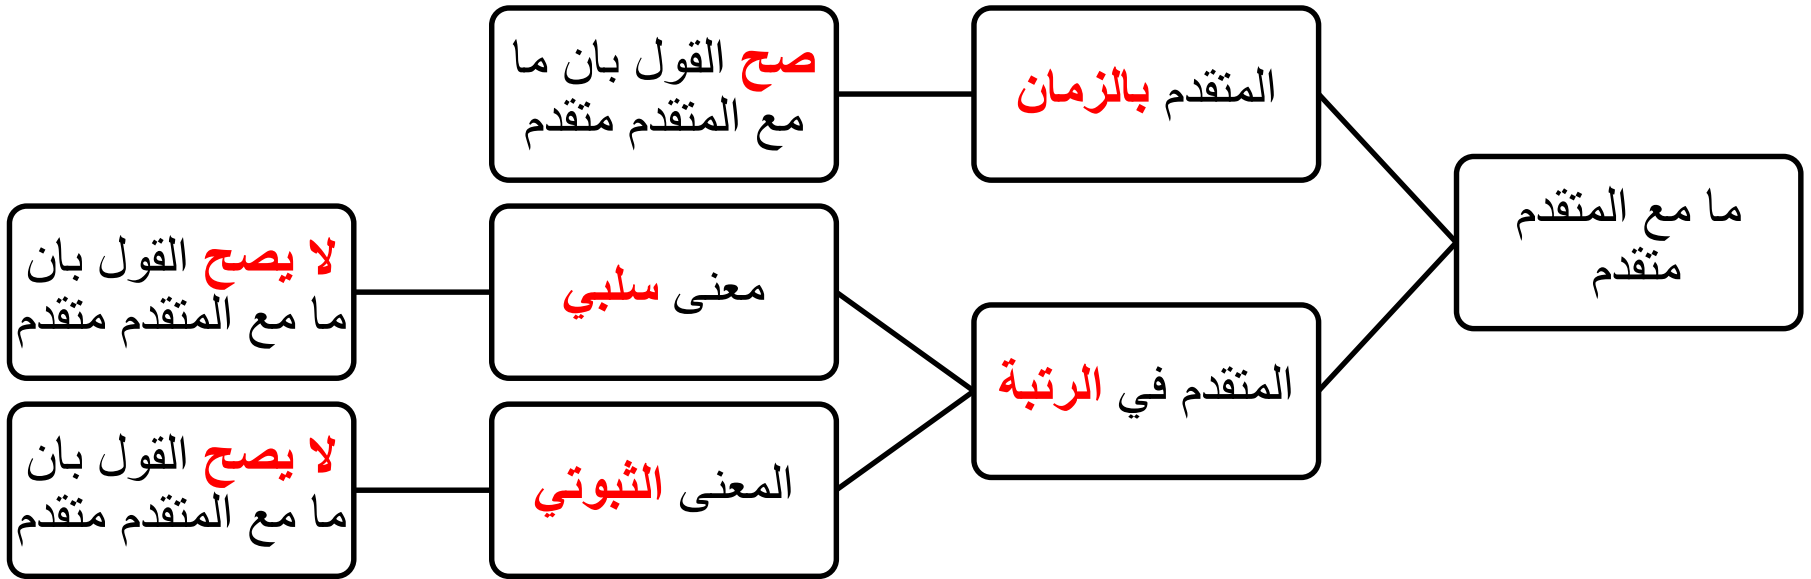 ما مع المتقدم
متقدم
المتقدم بالزمان
صح القول بان ما
مع المتقدم متقدم
المتقدم في الرتبة
معنى سلبي
لا يصح القول بان
ما مع المتقدم متقدم
المعنى الثبوتي
لا يصح القول بان
ما مع المتقدم متقدم